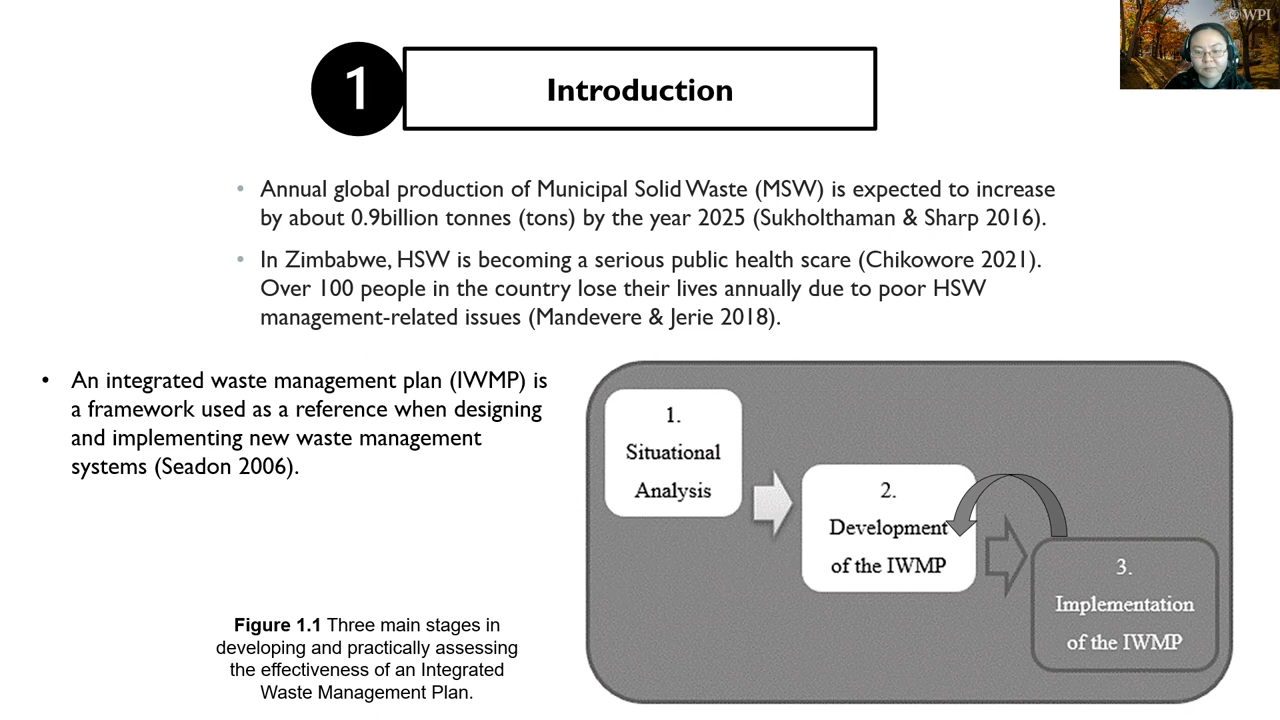 © WPI
1
Introduction
• Annual global production of Municipal Solid Waste (MSW) is expected to increase
by about 0.9billion tonnes (tons) by the year 2025 (Sukholthaman & Sharp 2016).
• In Zimbabwe, HSW is becoming a serious public health scare (Chikowore 2021).
Over 100 people in the country lose their lives annually due to poor HSW
management-related issues (Mandevere & Jerie 2018).
• An integrated waste management plan (IWMP) is
a framework used as a reference when designing
and implementing new waste management
systems (Seadon 2006).
1.
Situational
Analysis
2.
Development
of the IWMP
3.
Implementation
of the IWMP
Figure 1.1 Three main stages in
developing and practically assessing
the effectiveness of an Integrated
Waste Management Plan.